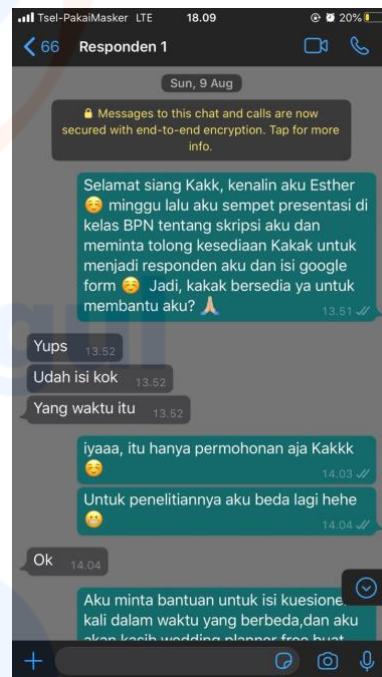 Tsel-PakaiMasker LTE 18.09 20%
66 Responden 1
Sun, 9 Aug
Messages to this chat and calls are now
secured with end-to-end encryption. Tap for more
info.
Selamat siang Kakk, kenalin aku Esther
minggu lalu aku sempet presentasi di
kelas BPN tentang skripsi aku dan
meminta tolong kesediaan Kakak untuk
menjadi responden aku dan isi google
form Jadi, kakak bersedia ya untuk
membantu aku?
13.51
Yups 13.52
Udah isi kok 13.52
Yang waktu itu 13.52
iyaaa, itu hanya permohonan aja Kakkk
14.03
Untuk penelitiannya aku beda lagi hehe
14.04
Ok 14.04
Aku minta bantuan untuk isi
kali dalam waktu yang berbeda,dan aku
akan kasih wedding planner free buat